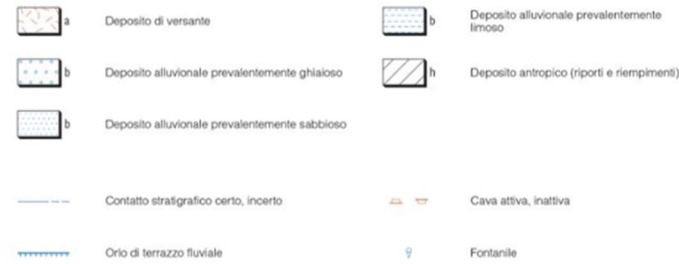 a Deposito di versante
b Deposito alluvionale prevalentemente ghiaioso
b Deposito alluvionale prevalentemente sabbioso
b Deposito alluvionale prevalentemente
limoso
h Deposito antropico (riporti e riempimenti)
Contatto stratigrafico certo, incerto
Orlo di terrazzo fluviale
Cava attiva, inattiva
Fontanile